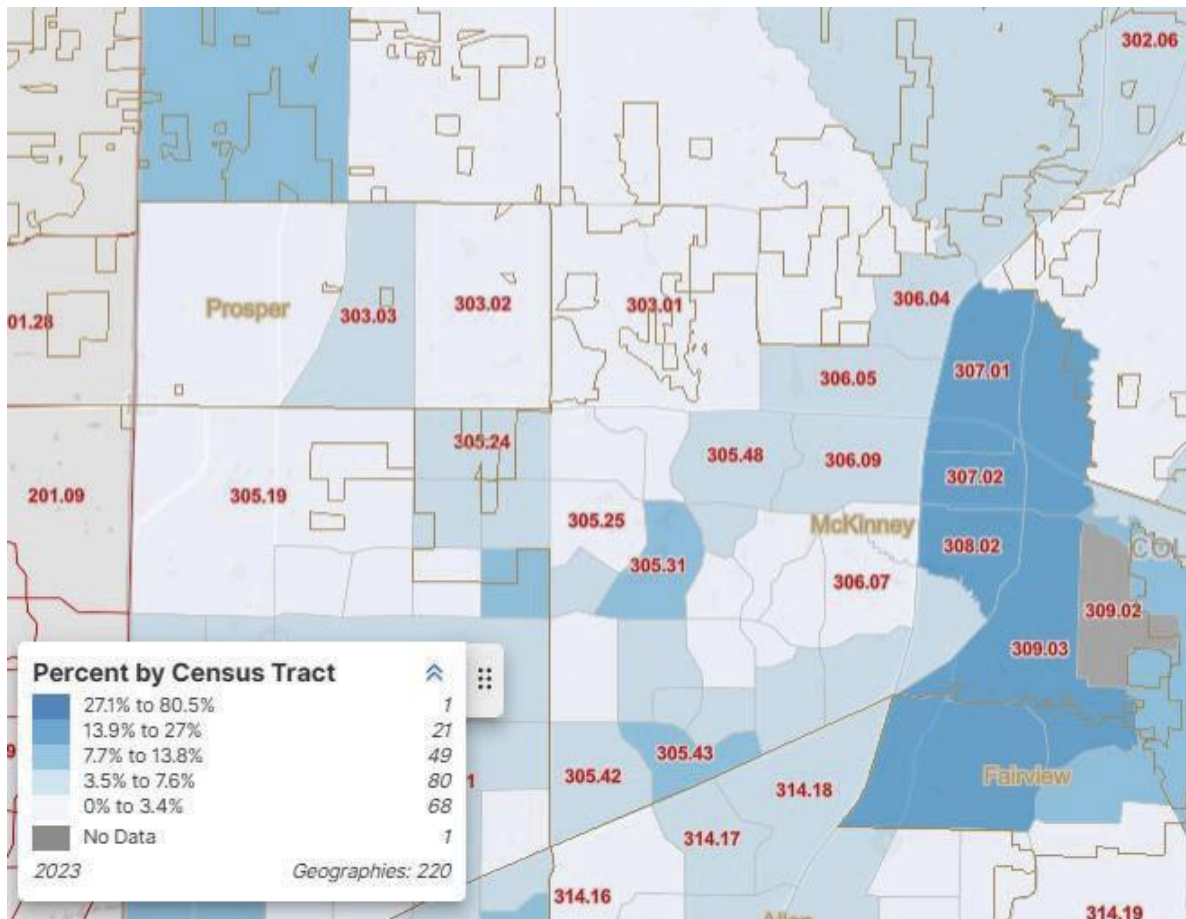 302.06
Prosper
303.03
303.02
303.01
306.04
01.28
306.05
307.01
305.24
305.48
306.09
201.09
305.19
307.02
305.25
McKinney
308.02
COL
305.31
306.07
309.02
309.03
Percent by Census Tract
27.1% to 80.5% 1
13.9% to 27% 21
7.7% to 13.8% 49
3.5% to 7.6% 80
0% to 3.4% 68
No Data 1
2023 Geographies: 220
9
1
305.42
305.43
314.18
Fairview
314.17
314.16
314.19
Allen